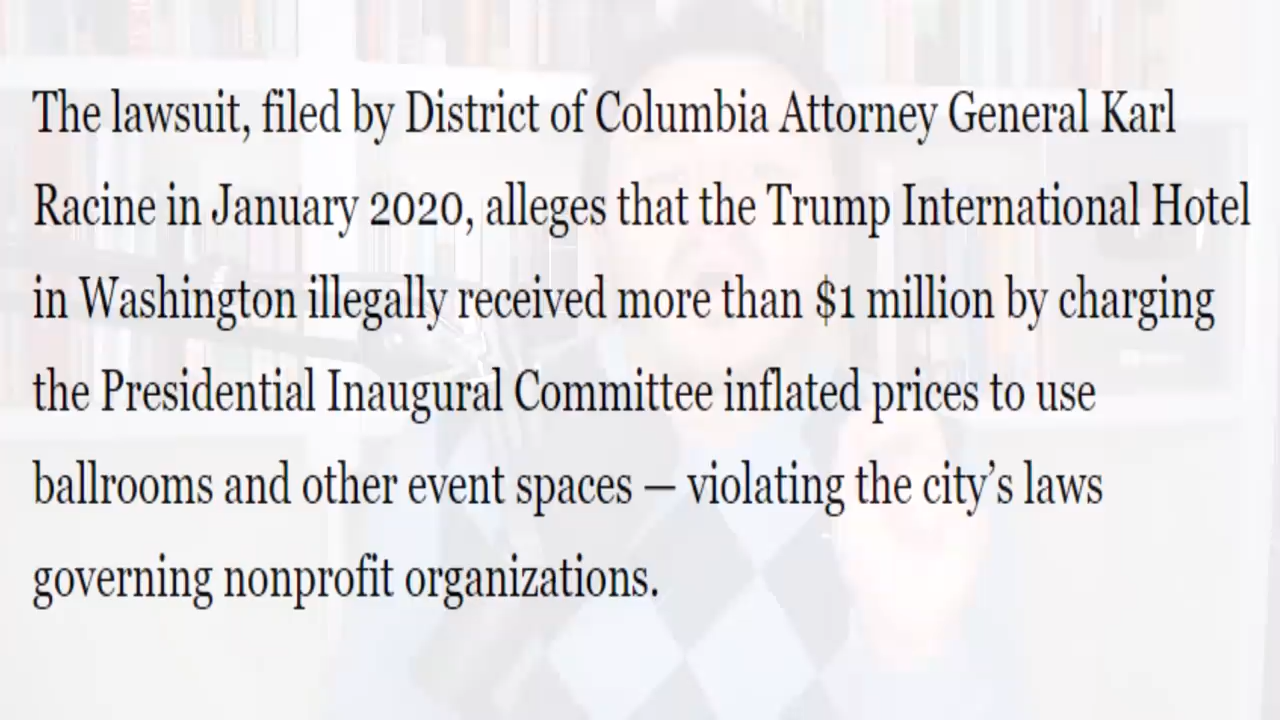 The lawsuit, filed by District of Columbia Attorney General Karl
Racine in January 2020, alleges that the Trump International Hotel
in Washington illegally received more than $1 million by charging
the Presidential Inaugural Committee inflated prices to use
ballrooms and other event spaces — violating the city’s laws
governing nonprofit organizations.